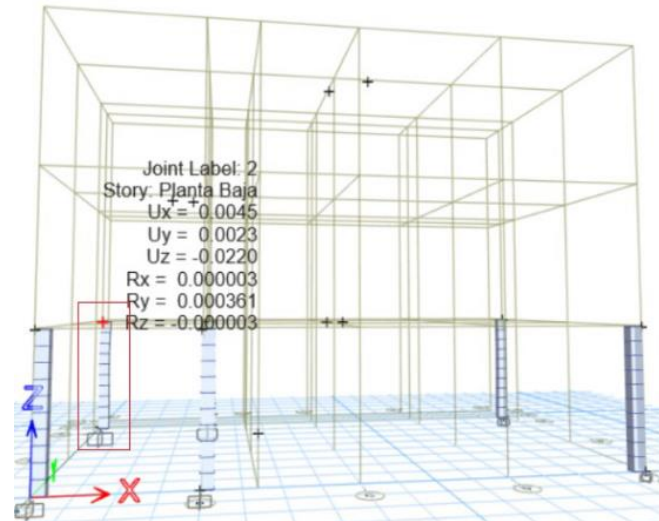 Joint Label: 2
Story: Planta Baja
Ux = 0.0045
Uy = 0.0023
Uz = -0.0220
Rx = 0.000003
Ry = 0.000361
Rz = -0.000003
Z
X